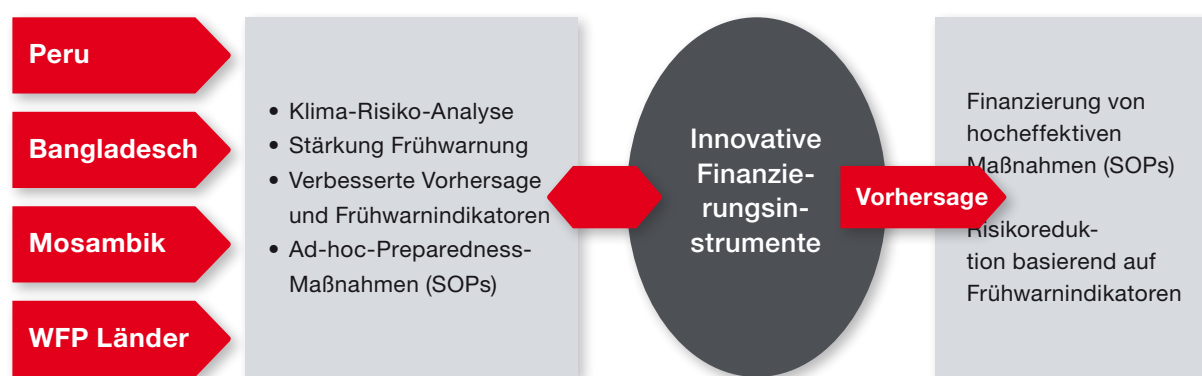 Peru
Bangladesch
Mosambik
WFP Länder
• Klima-Risiko-Analyse
• Stärkung Frühwarnung
• Verbesserte Vorhersage
und Frühwarnindikatoren
• Ad-hoc-Preparedness-
Maßnahmen (SOPs)
Innovative
Finanzie-
rungsin-
strumente
Vorhersage
Finanzierung von
hocheffektiven
Maßnahmen (SOPs)
Risikoreduk-
tion basierend auf
Frühwarnindikatoren